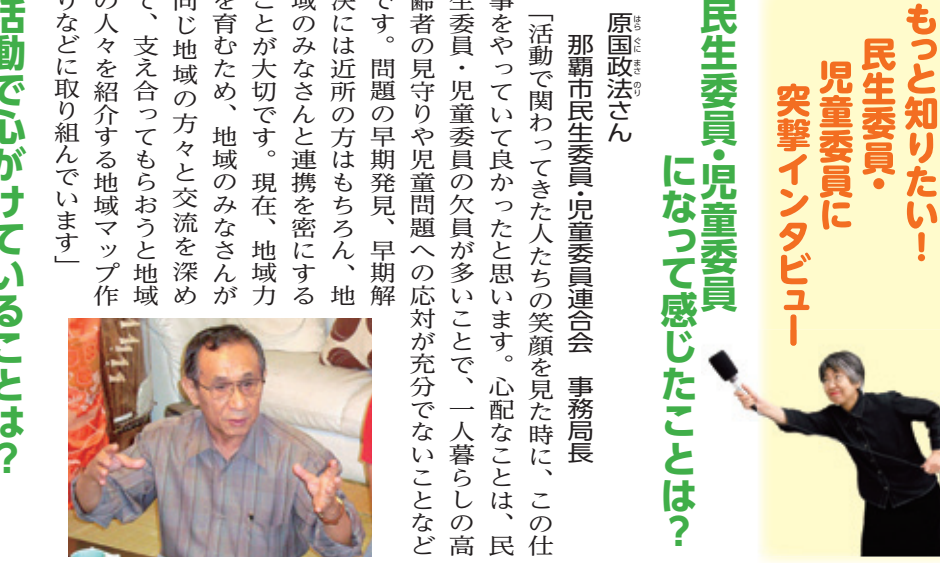 もっと知りたい!
民生委員・
児童委員に
突撃インタビュー
民生委員・児童委員
になって感じたことは?
原国政法さん
はら ぐに まさ のり
那覇市民生委員・児童委員連合会 事務局長
「活動で関わってきた人たちの笑顔を見た時に、この仕
事をやっていて良かったと思います。心配なことは、民
生委員・児童委員の欠員が多いことで、一人暮らしの高
齢者の見守りや児童問題への応対が充分でないことなど
です。問題の早期発見、早期解
決には近所の方はもちろん、地
域のみなさんと連携を密にする
ことが大切です。現在、地域力
を育むため、地域のみなさんが
同じ地域の方々と交流を深め
て、支え合ってもらおうと地域
の人々を紹介する地域マップ作
りなどに取り組んでいます」
活動で心がけていることは?